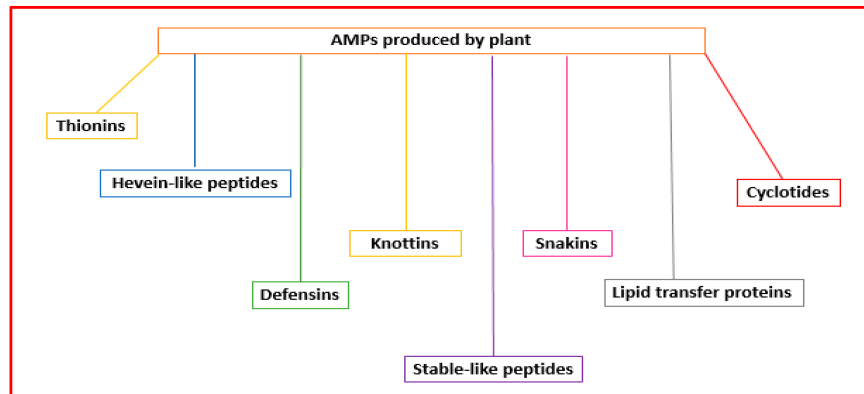 AMPs produced by plant
Thionins
Hevein-like peptides
Cyclotides
Knottins
Snakins
Defensins
Lipid transfer proteins
Stable-like peptides